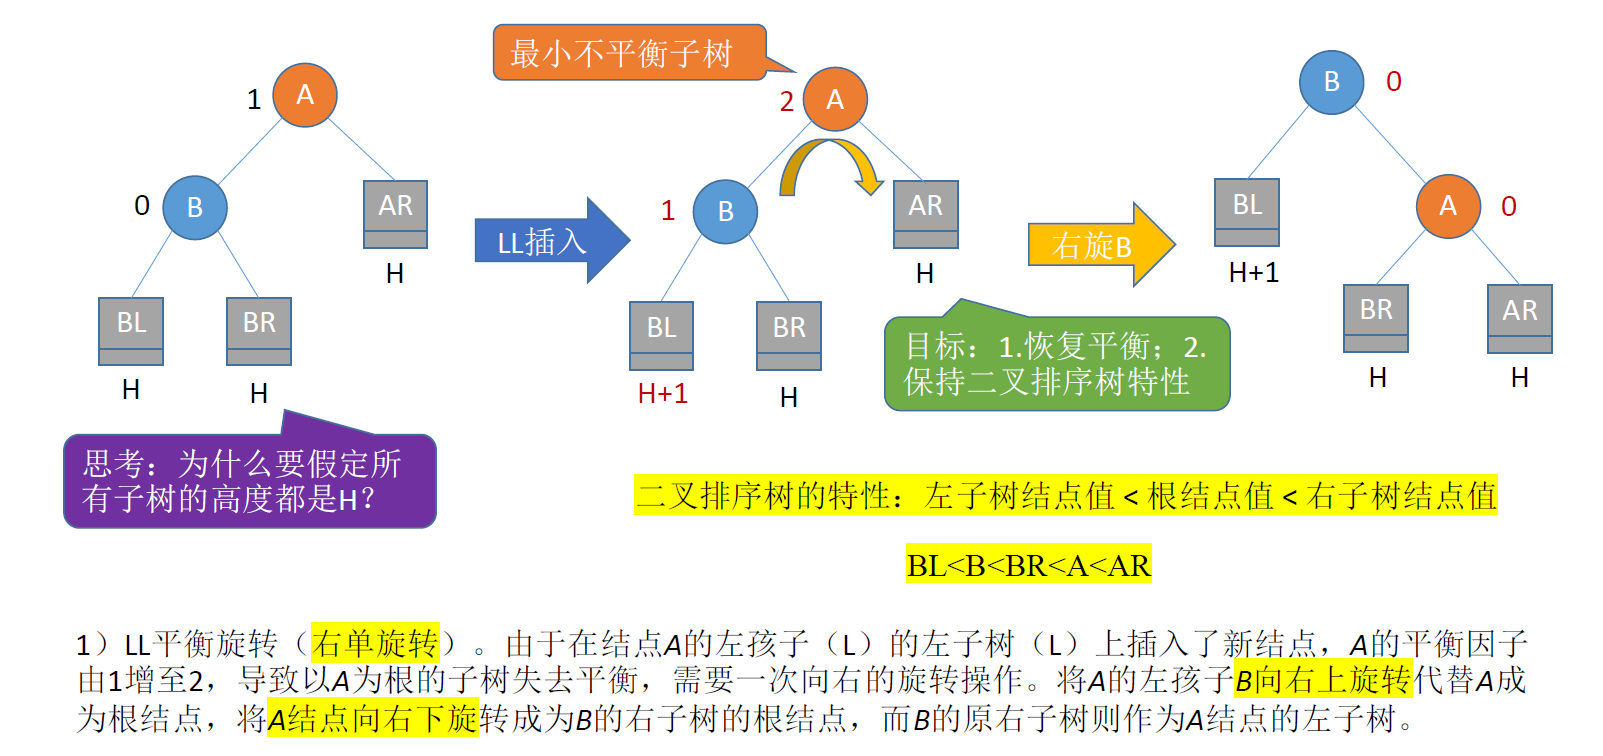 最小不平衡子树
1
A
0
B
AR
H
BL
BR
H
H
LL插入
2
A
1
B
AR
H
BL
BR
H+1
H
右旋B
B
0
BL
H+1
A
0
BR
AR
H
H
目标：1.恢复平衡；2.
保持二叉排序树特性
思考：为什么要假定所
有子树的高度都是H？
二叉排序树的特性：左子树结点值 < 根结点值 < 右子树结点值
BL<B<BR<A<AR
1）LL平衡旋转（右单旋转）。由于在结点A的左孩子（L）的左子树（L）上插入了新结点，A的平衡因子
由1增至2，导致以A为根的子树失去平衡，需要一次向右的旋转操作。将A的左孩子B向右上旋转代替A成
为根结点，将A结点向右下旋转成为B的右子树的根结点，而B的原右子树则作为A结点的左子树。